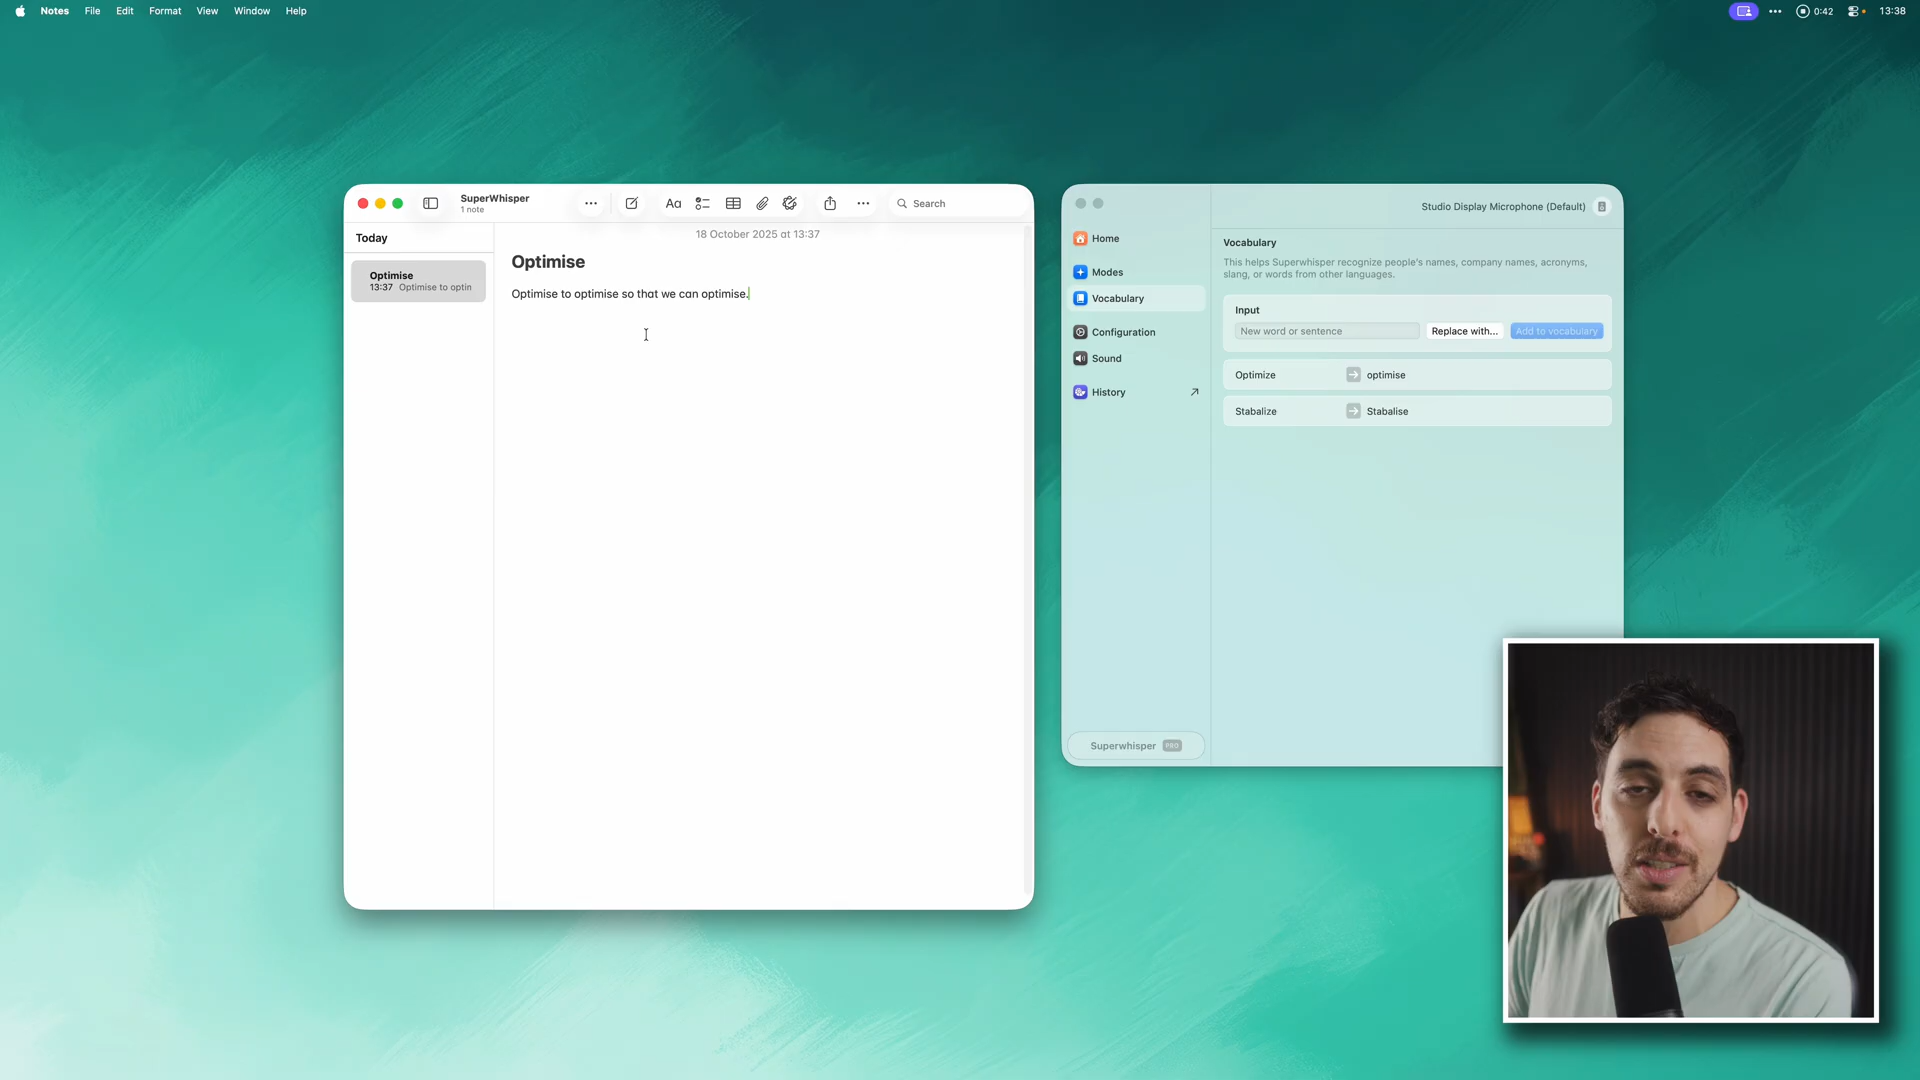 Notes File Edit Format View Window Help
0:42 13:38
SuperWhisper
1 note
Aa
Search
Today
Optimise
13:37 Optimise to optin
18 October 2025 at 13:37
Optimise
Optimise to optimise so that we can optimise.
Studio Display Microphone (Default)
Home
Modes
Vocabulary
Configuration
Sound
History
Superwhisper PRO
Vocabulary
This helps Superwhisper recognize people's names, company names, acronyms,
slang, or words from other languages.
Input
New word or sentence Replace with... Add to vocabulary
Optimize optimise
Stabalize Stabalise